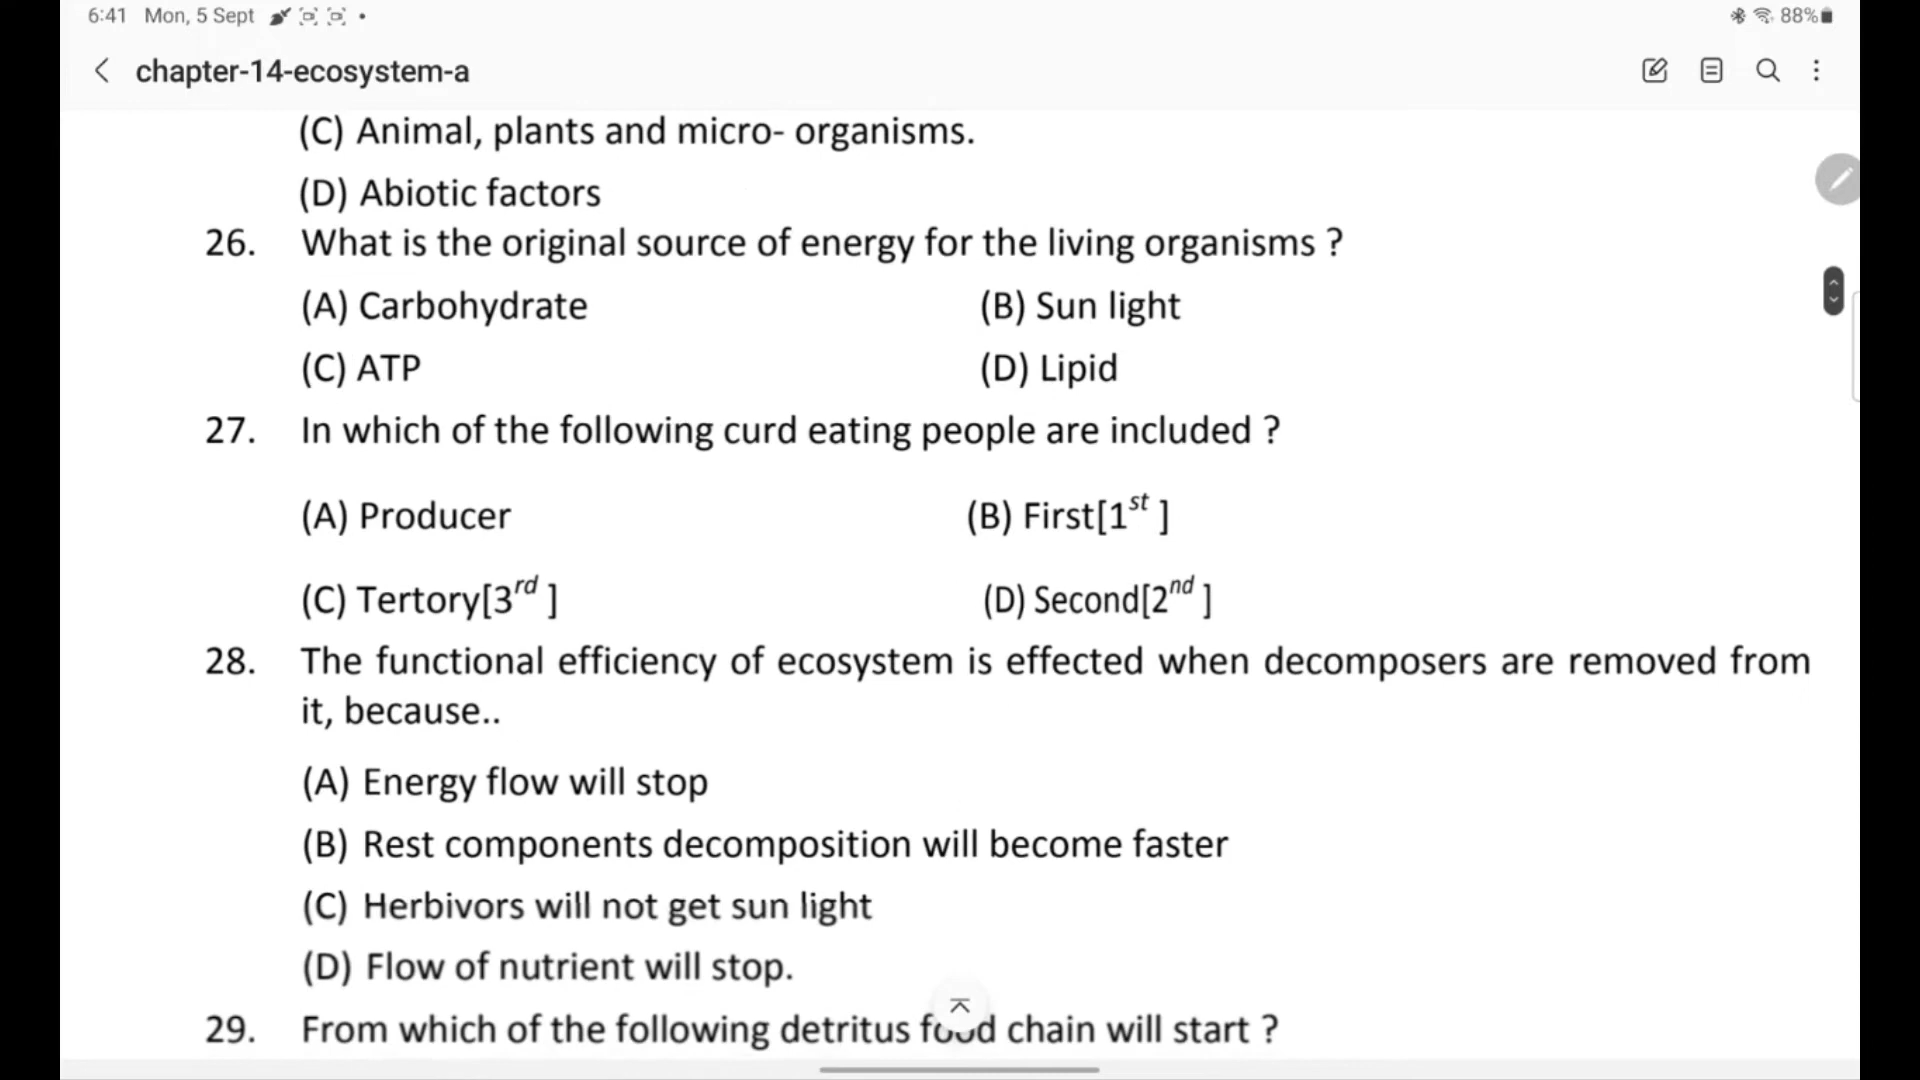 6:41 Mon, 5 Sept
88%
chapter-14-ecosystem-a
(C) Animal, plants and micro- organisms.
(D) Abiotic factors
26. What is the original source of energy for the living organisms ?
(A) Carbohydrate (B) Sun light
(C) ATP (D) Lipid
27. In which of the following curd eating people are included ?
(A) Producer (B) First[1st ]
(C) Tertory[3rd ] (D) Second[2nd ]
28. The functional efficiency of ecosystem is effected when decomposers are removed from
it, because..
(A) Energy flow will stop
(B) Rest components decomposition will become faster
(C) Herbivors will not get sun light
(D) Flow of nutrient will stop.
29. From which of the following detritus food chain will start ?